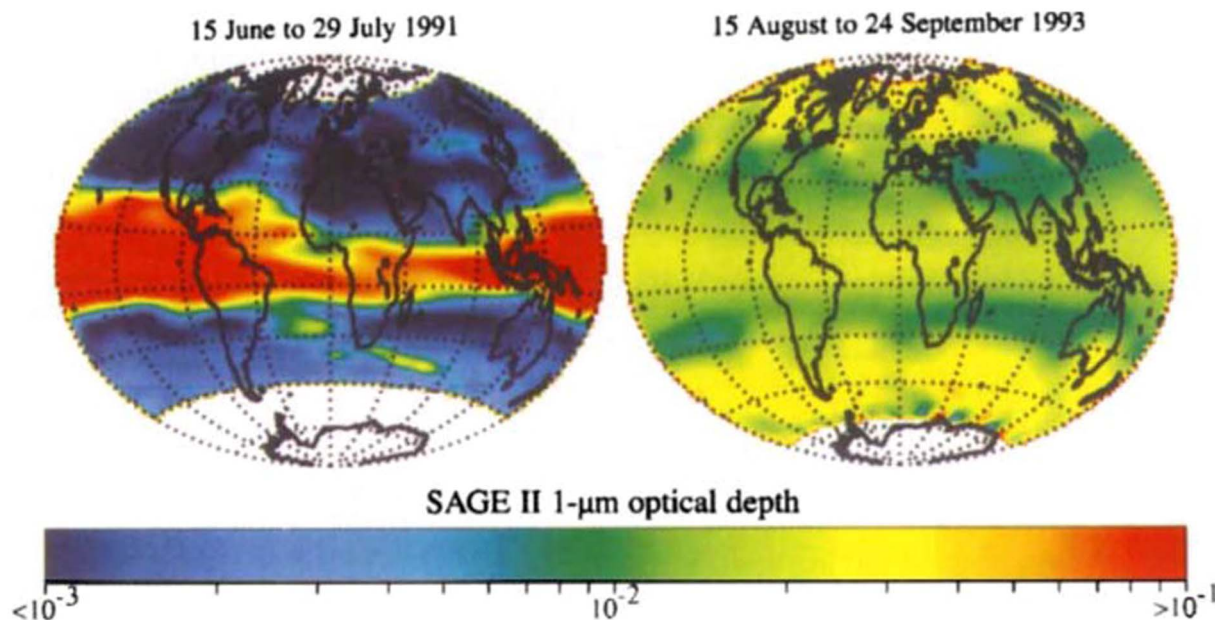 15 June to 29 July 1991
15 August to 24 September 1993
SAGE II 1-μm optical depth
<10⁻³ 10⁻² >10⁻¹